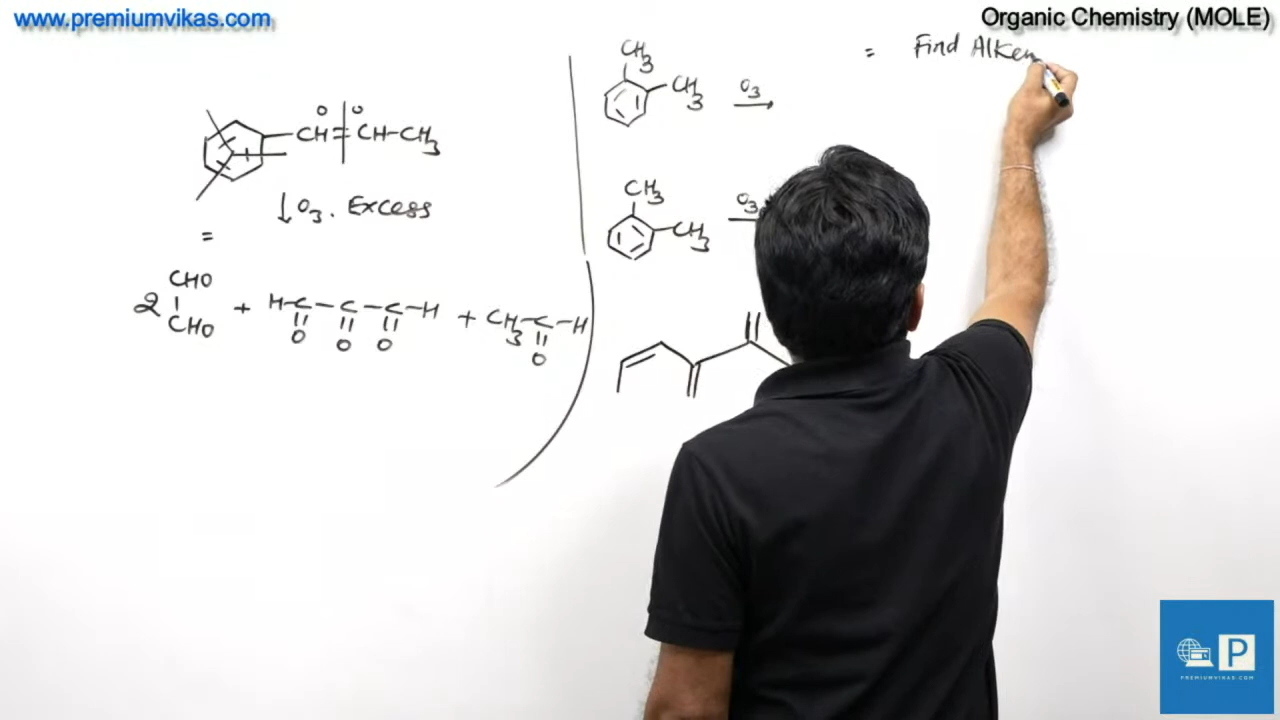 www.premiumvikas.com
Organic Chemistry (MOLE)
= Find Alken
CH3
CH3
O3
O O
CH = CH-CH3
↓O3. Excess
=
CH3
CH3
O3
CHO
2 | + H-C-C-C-H + CH3-C-H
CHO
O O O O
P
PREMIUMVIKAS.COM